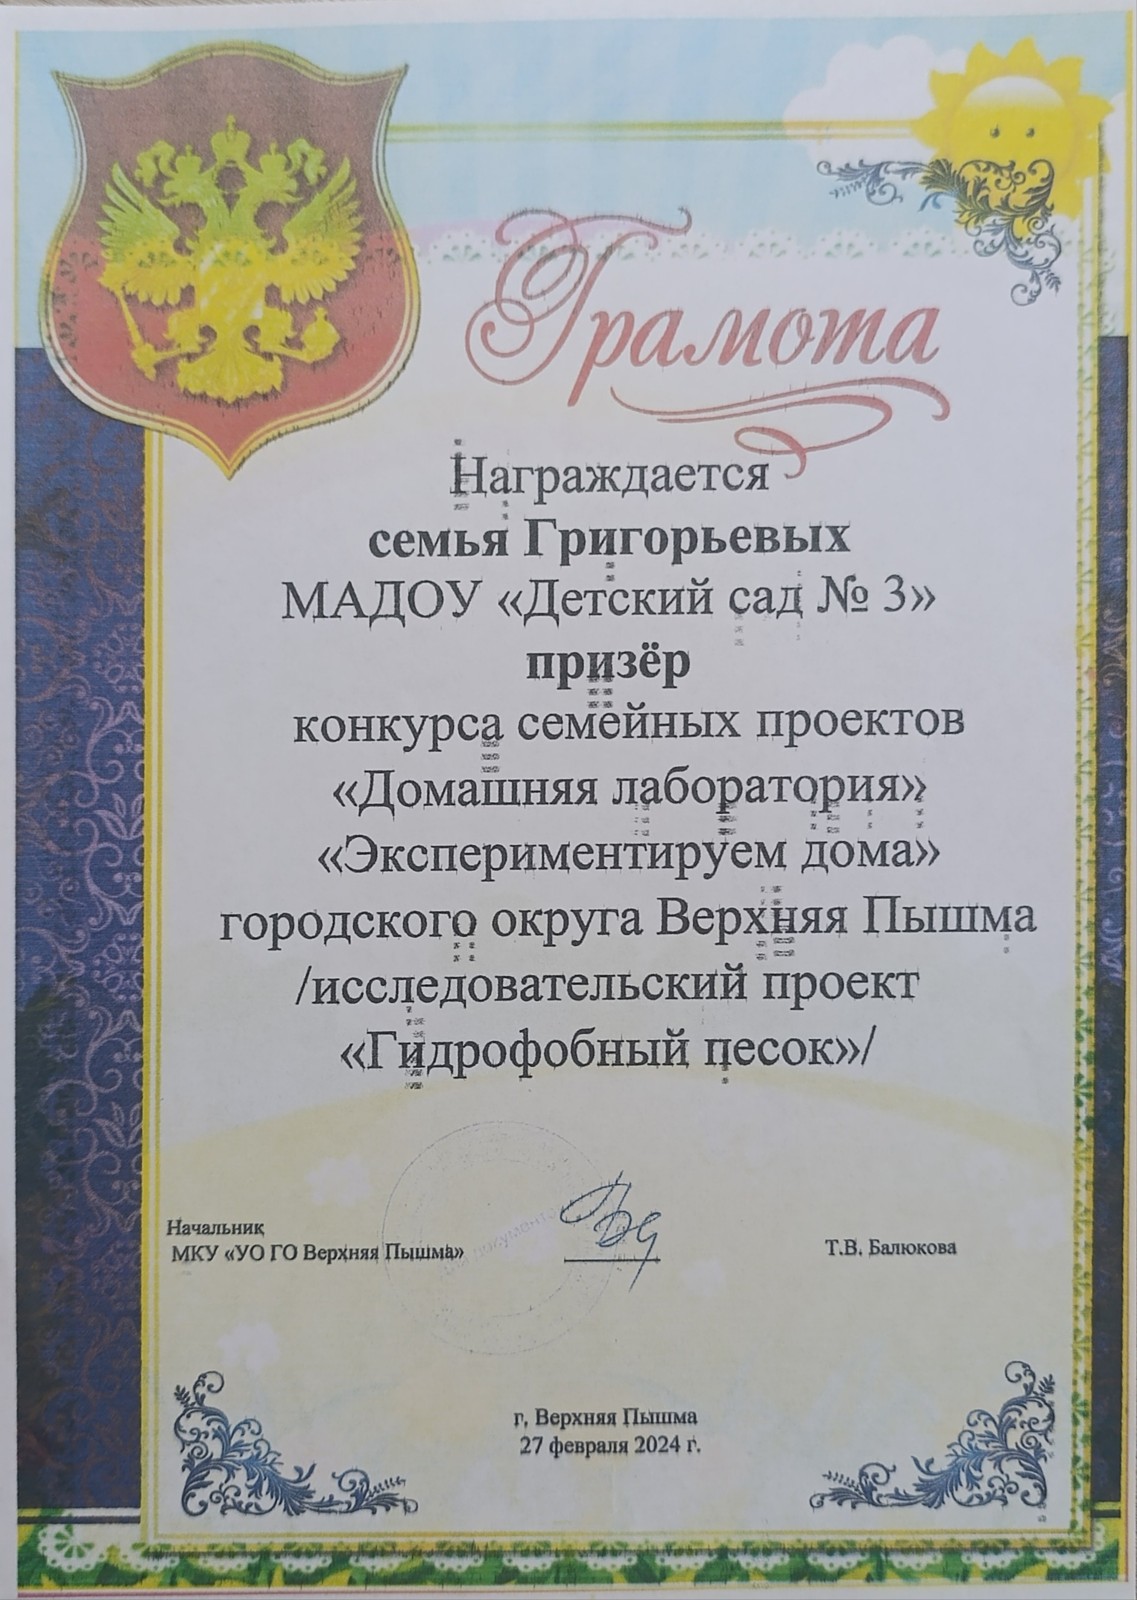 Грамота
Награждается
семья Григорьевых
МАДОУ «Детский сад № 3»
призёр
конкурса семейных проектов
«Домашняя лаборатория»
«Экспериментируем дома»
городского округа Верхняя Пышма
/исследовательский проект
«Гидрофобный песок»/
Начальник
МКУ «УО ГО Верхняя Пышма»
Т.В. Балюкова
г. Верхняя Пышма
27 февраля 2024 г.